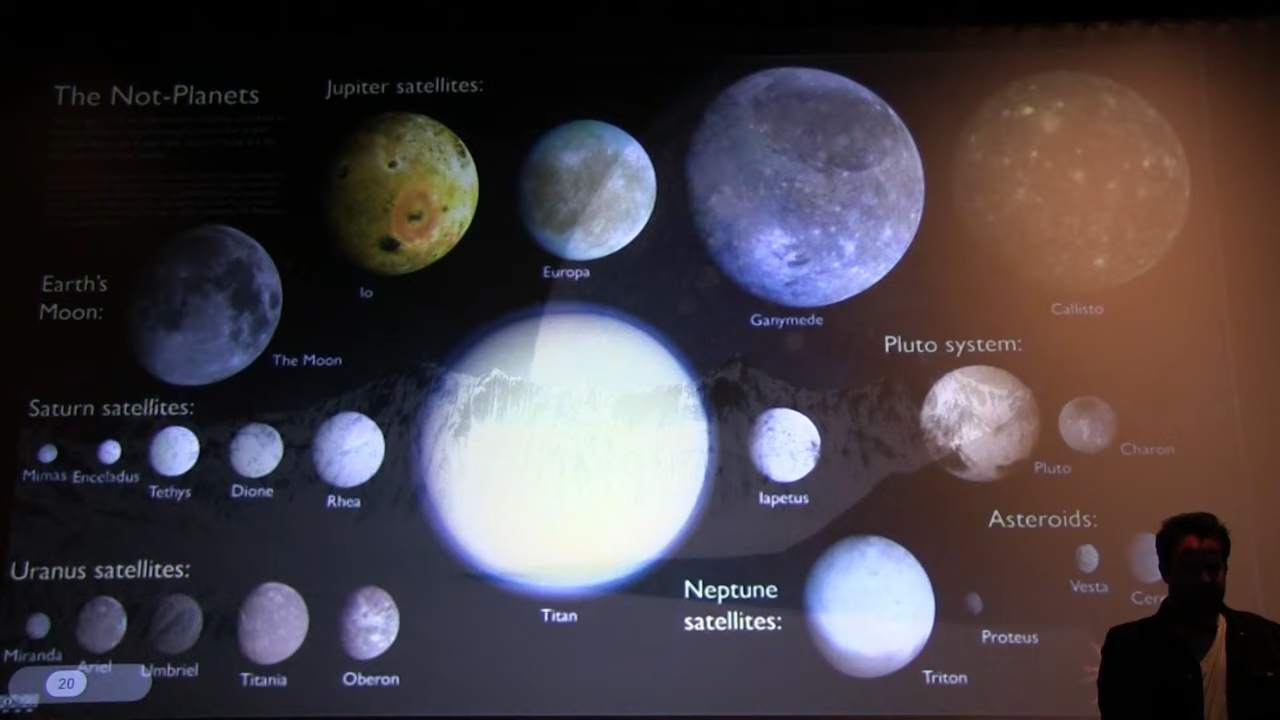 The Not-Planets
Jupiter satellites:
Io
Europa
Ganymede
Callisto
Earth's
Moon:
The Moon
Pluto system:
Pluto
Charon
Saturn satellites:
Mimas
Enceladus
Tethys
Dione
Rhea
Titan
Iapetus
Asteroids:
Vesta
Uranus satellites:
Miranda
Ariel
Umbriel
Titania
Oberon
Neptune
satellites:
Triton
Proteus
20